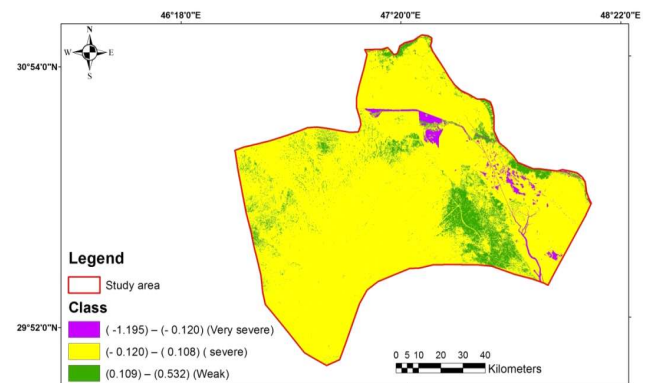 46°18'0"E 47°20'0"E 48°22'0"E
N
W E
S
30°54'0"N
29°52'0"N
Legend
Study area
Class
( -1.195) – (- 0.120) (Very severe)
(- 0.120) – ( 0.108) ( severe)
(0.109) – (0.532) (Weak)
0 5 10 20 30 40
Kilometers